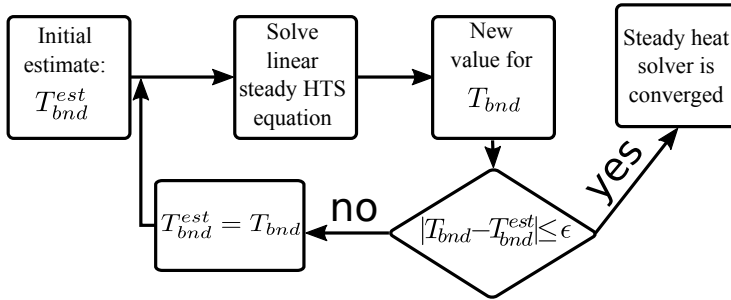 Initial
estimate:
T_{bnd}^{est}
Solve
linear
steady HTS
equation
New
value for
T_{bnd}
Steady heat
solver is
converged
yes
no
T_{bnd}^{est} = T_{bnd}
|T_{bnd} − T_{bnd}^{est}| ≤ ϵ